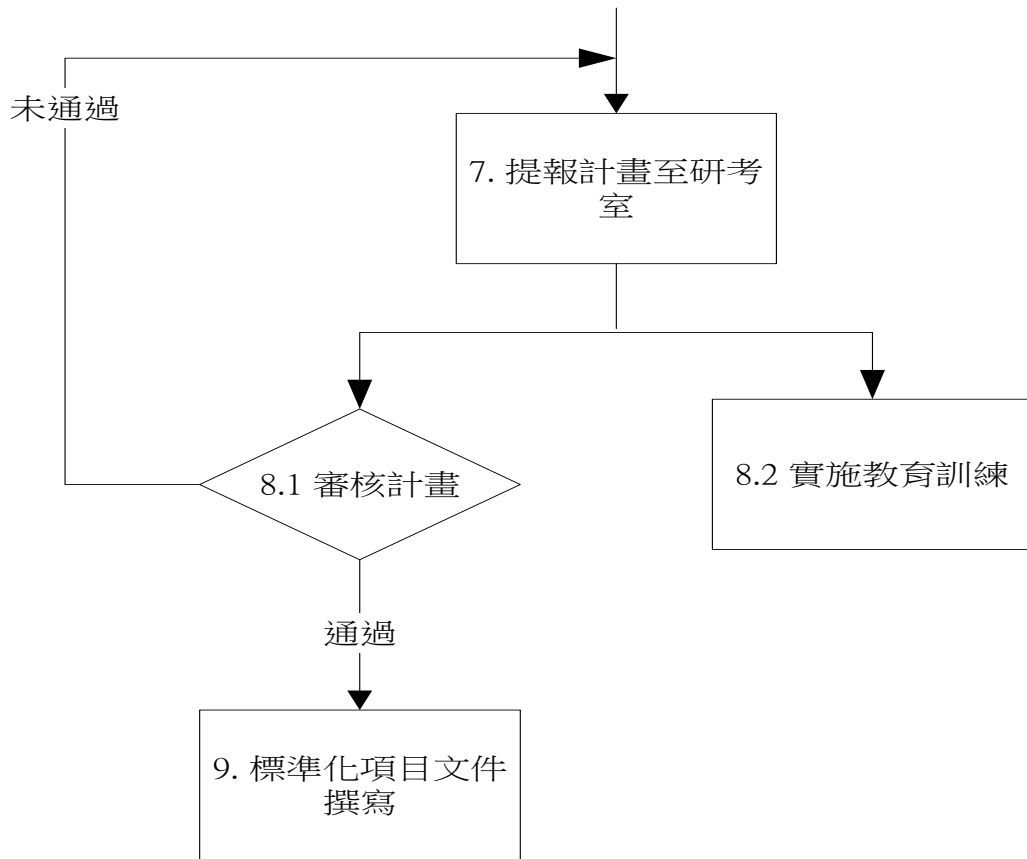 未通過
7. 提報計畫至研考
室
8.1 審核計畫
8.2 實施教育訓練
通過
9. 標準化項目文件
撰寫